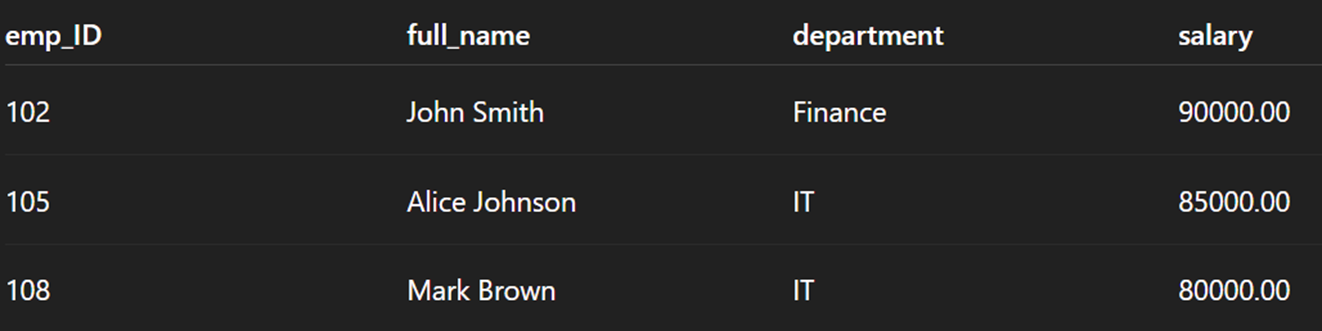 emp_ID full_name department salary
102 John Smith Finance 90000.00
105 Alice Johnson IT 85000.00
108 Mark Brown IT 80000.00